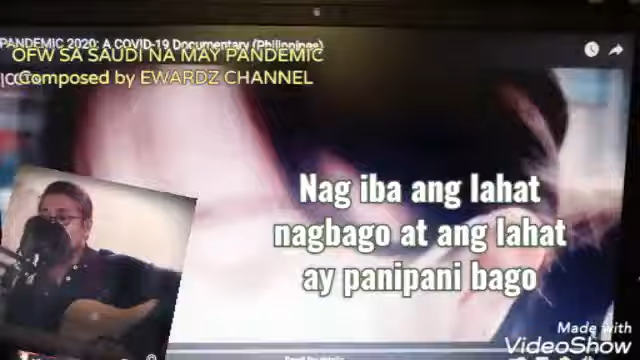 PANDEMIC 2020: A COVID-19 Documentary (Philippines)
OFW SA SAUDI NA MAY PANDEMIC
Composed by EWARDZ CHANNEL
Nag iba ang lahat
nagbago at ang lahat
ay panipani bago
Made with
VideoShow